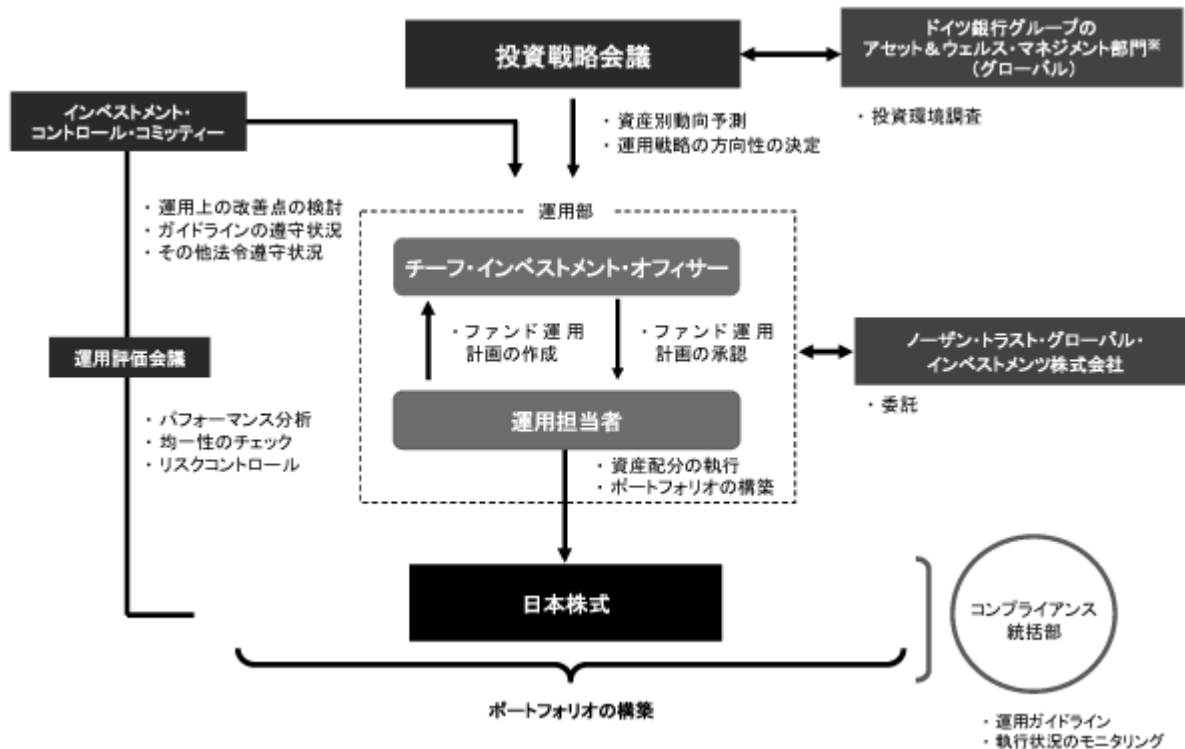 投資戦略会議
ドイツ銀行グループの
アセット&ウェルス・マネジメント部門※
(グローバル)
・投資環境調査
インベストメント・
コントロール・コミッティー
・資産別動向予測
・運用戦略の方向性の決定
・運用上の改善点の検討
・ガイドラインの遵守状況
・その他法令遵守状況
運用部
チーフ・インベストメント・オフィサー
・ファンド運用
計画の作成
・ファンド運用
計画の承認
運用評価会議
ノーザン・トラスト・グローバル・
インベストメンツ株式会社
・委託
・パフォーマンス分析
・均一性のチェック
・リスクコントロール
運用担当者
・資産配分の執行
・ポートフォリオの構築
日本株式
コンプライアンス
統括部
ポートフォリオの構築
・運用ガイドライン
・執行状況のモニタリング